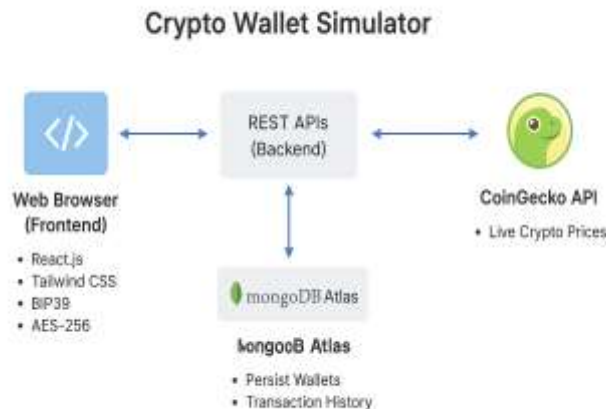 Crypto Wallet Simulator
</>
REST APIs
(Backend)
Web Browser
(Frontend)
• React.js
• Tailwind CSS
• BIP39
• AES-256
CoinGecko API
• Live Crypto Prices
mongoDB Atlas
kongooB Atlas
• Persist Wallets
• Transaction History